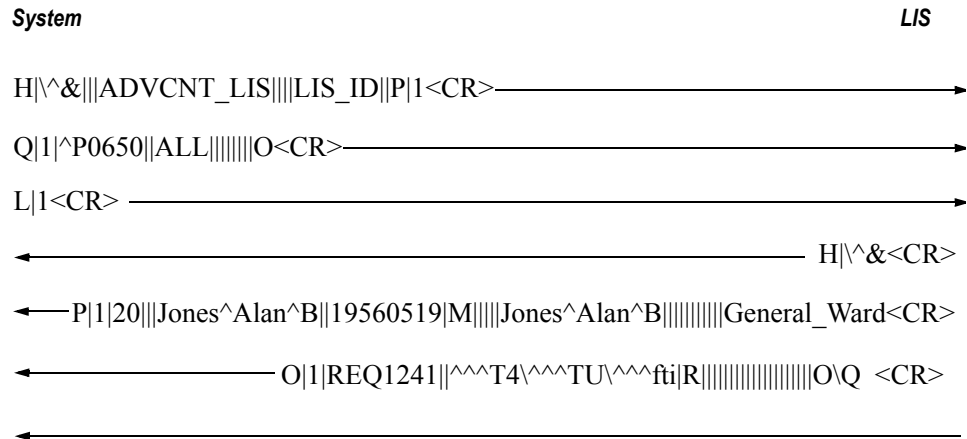 System LIS
H|\^&|||ADVCNT_LIS||||LIS_ID||P|1<CR>
Q|1|^P0650||ALL||||||||O<CR>
L|1<CR>
H|\^&<CR>
P|1|20|||Jones^Alan^B||19560519|M|||||Jones^Alan^B|||||||||||General_Ward<CR>
O|1|REQ1241||^^^T4\^^^TU\^^^fti|R||||||||||||||||||||O\Q <CR>